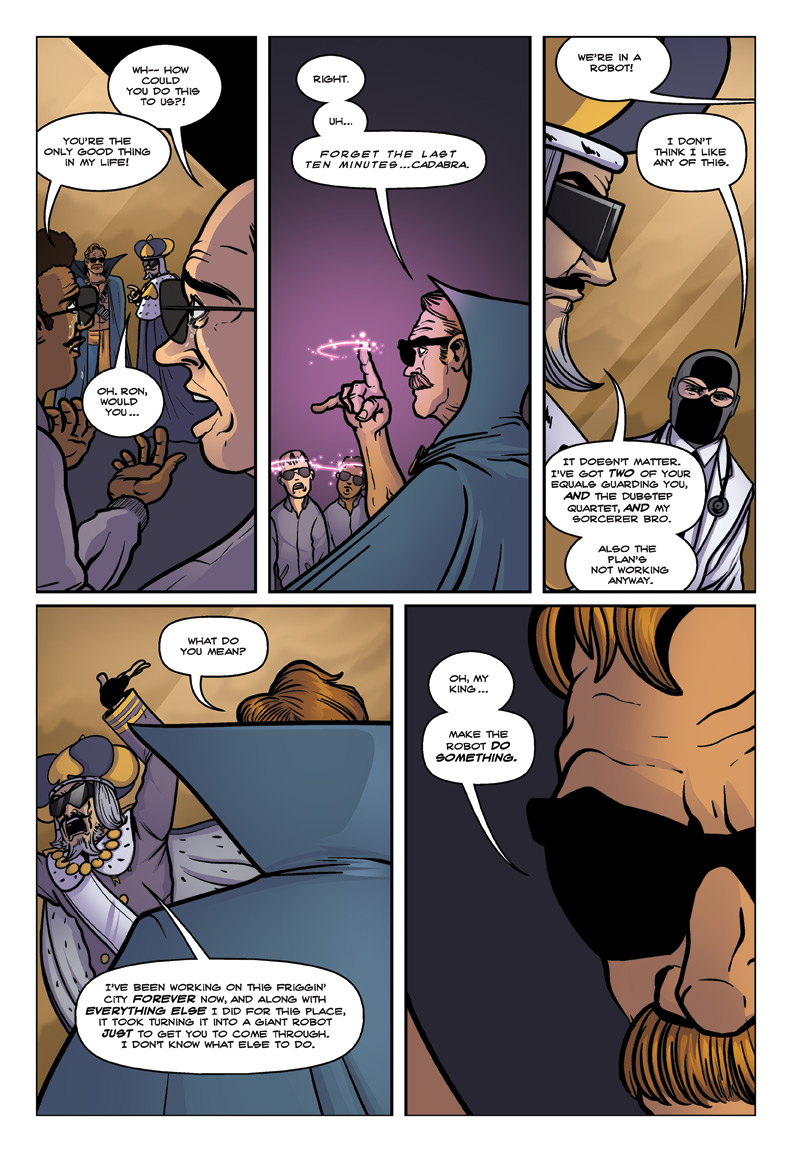 WH-- HOW
COULD
YOU DO THIS
TO US?!
YOU'RE THE
ONLY GOOD THING
IN MY LIFE!
OH. RON,
WOULD
YOU...
RIGHT.
UH...
FORGET THE LAST
TEN MINUTES...CADABRA.
WE'RE IN A
ROBOT!
I DON'T
THINK I LIKE
ANY OF THIS.
IT DOESN'T MATTER.
I'VE GOT TWO OF YOUR
EQUALS GUARDING YOU,
AND THE DUBSTEP
QUARTET, AND MY
SORCERER BRO.
ALSO THE
PLAN'S
NOT WORKING
ANYWAY.
WHAT DO
YOU MEAN?
I'VE BEEN WORKING ON THIS FRIGGIN'
CITY FOREVER NOW, AND ALONG WITH
EVERYTHING ELSE I DID FOR THIS PLACE,
IT TOOK TURNING IT INTO A GIANT ROBOT
JUST TO GET YOU TO COME THROUGH.
I DON'T KNOW WHAT ELSE TO DO.
OH, MY
KING...
MAKE THE
ROBOT DO
SOMETHING.